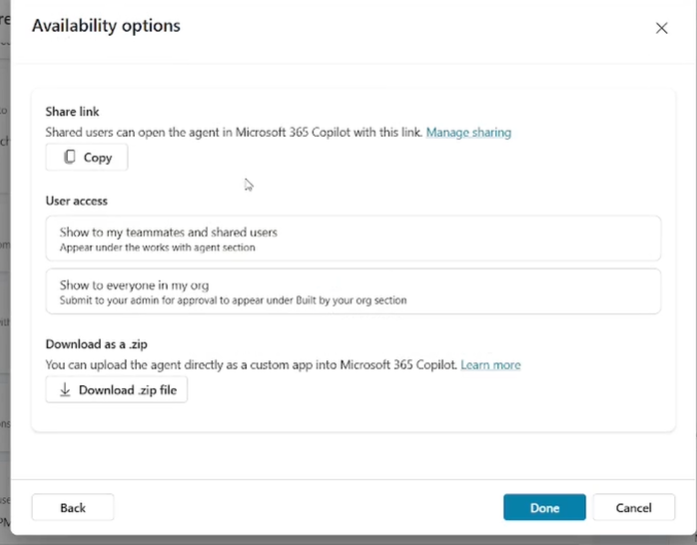 Availability options
Share link
Shared users can open the agent in Microsoft 365 Copilot with this link. Manage sharing
Copy
User access
Show to my teammates and shared users
Appear under the works with agent section
Show to everyone in my org
Submit to your admin for approval to appear under Built by your org section
Download as a .zip
You can upload the agent directly as a custom app into Microsoft 365 Copilot. Learn more
Download .zip file
Back
Done
Cancel